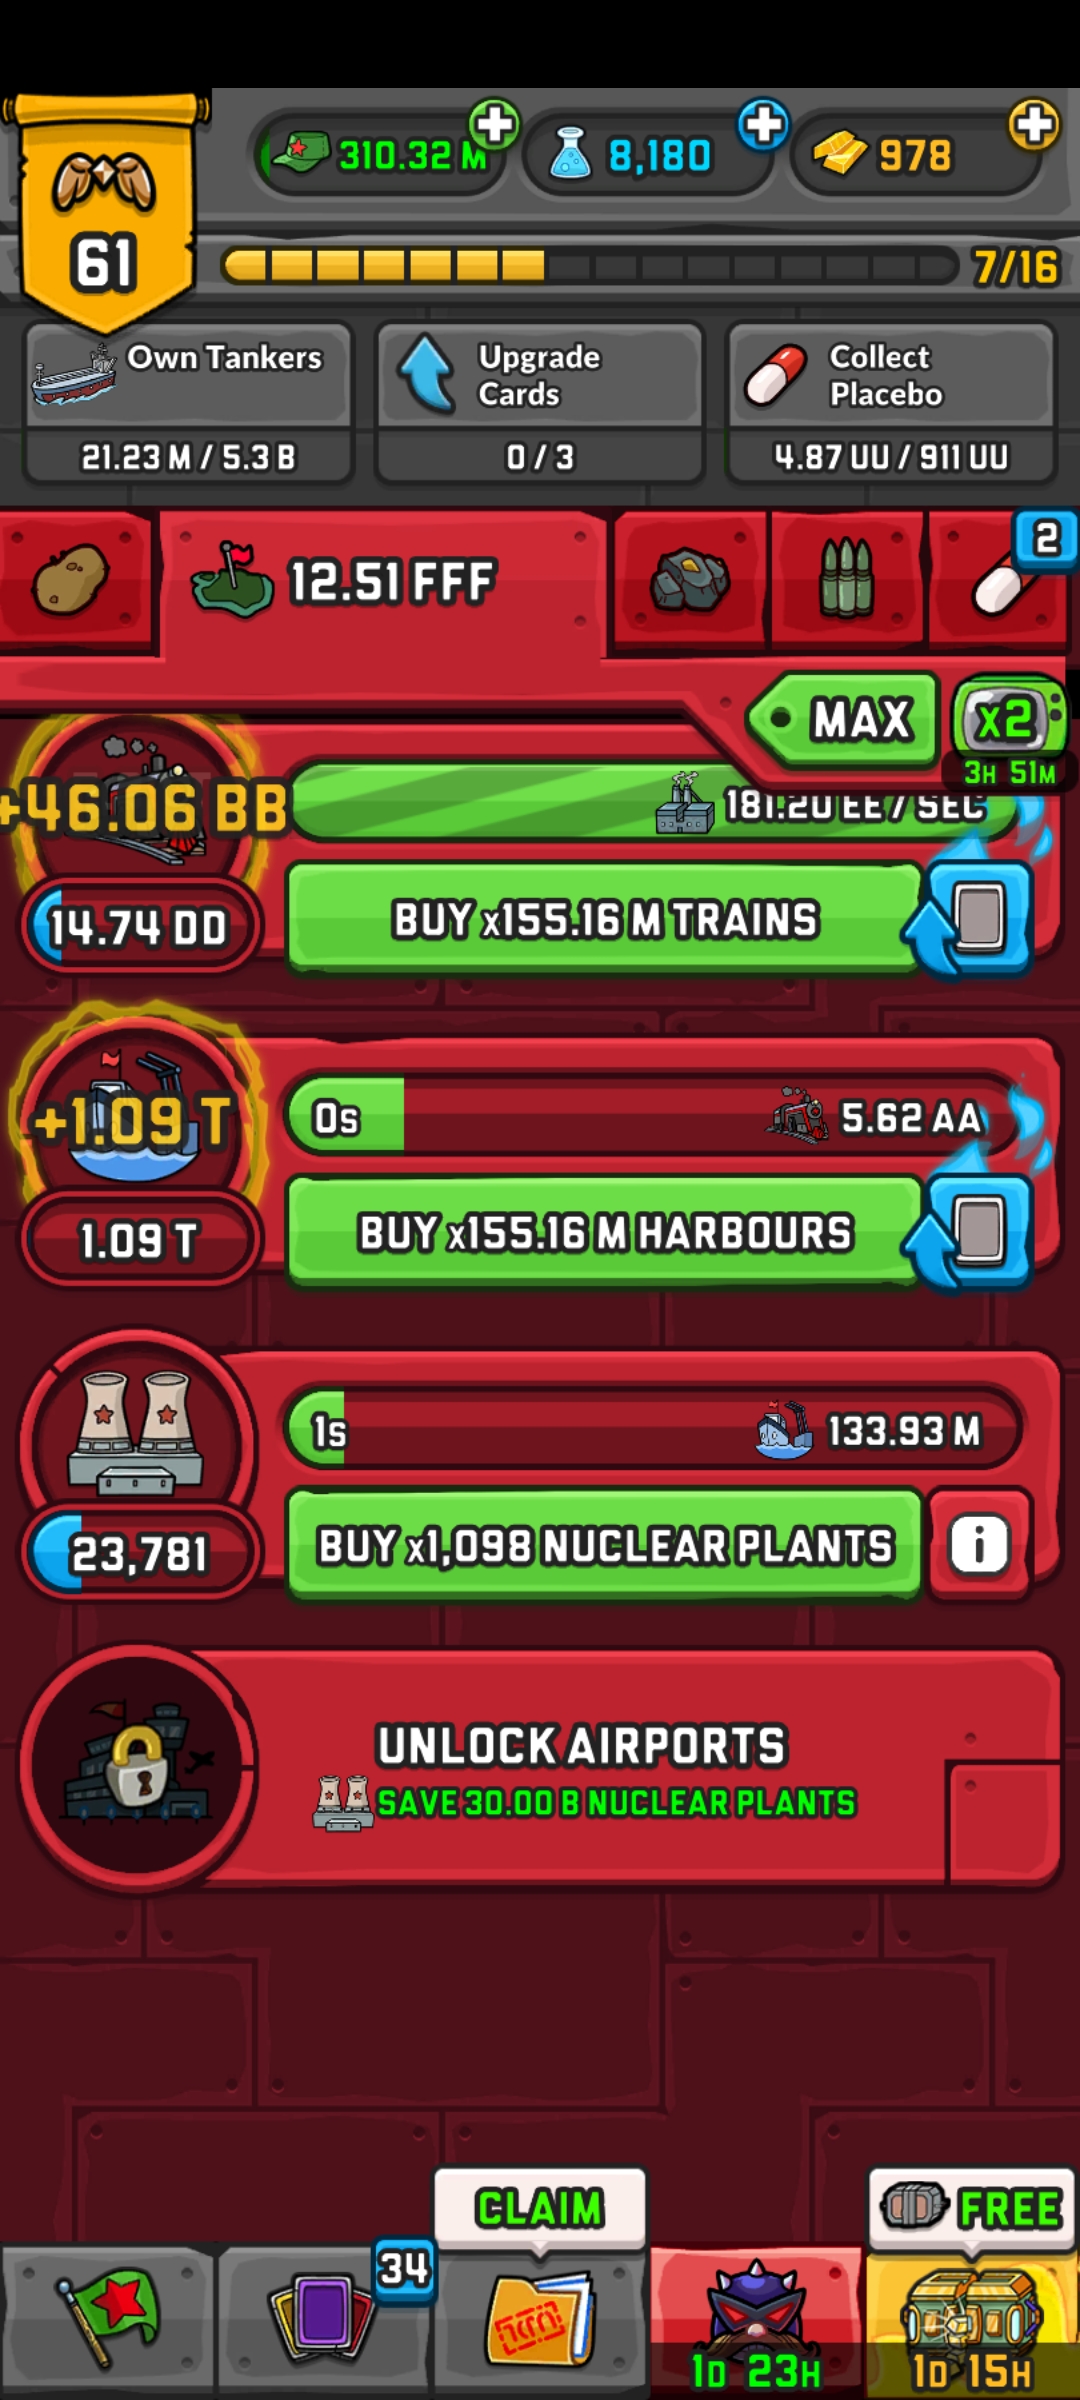 310.32 M
8,180
978
61
7/16
Own Tankers
21.23 M / 5.3 B
Upgrade
Cards
0 / 3
Collect
Placebo
4.87 UU / 911 UU
12.51 FFF
2
MAX
x2
3H 51M
+46.06 BB
181.20 EE / SEC
14.74 DD
BUY x155.16 M TRAINS
+1.09 T
0s
5.62 AA
1.09 T
BUY x155.16 M HARBOURS
1s
133.93 M
23,781
BUY x1,098 NUCLEAR PLANTS
i
UNLOCK AIRPORTS
SAVE 30.00 B NUCLEAR PLANTS
CLAIM
FREE
34
1D 23H
1D 15H